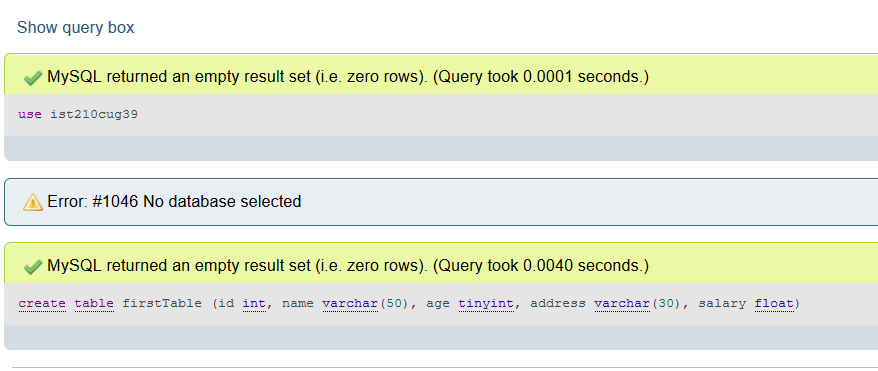 Show query box
MySQL returned an empty result set (i.e. zero rows). (Query took 0.0001 seconds.)
use ist210cug39
Error: #1046 No database selected
MySQL returned an empty result set (i.e. zero rows). (Query took 0.0040 seconds.)
create table firstTable (id int, name varchar(50), age tinyint, address varchar(30), salary float)